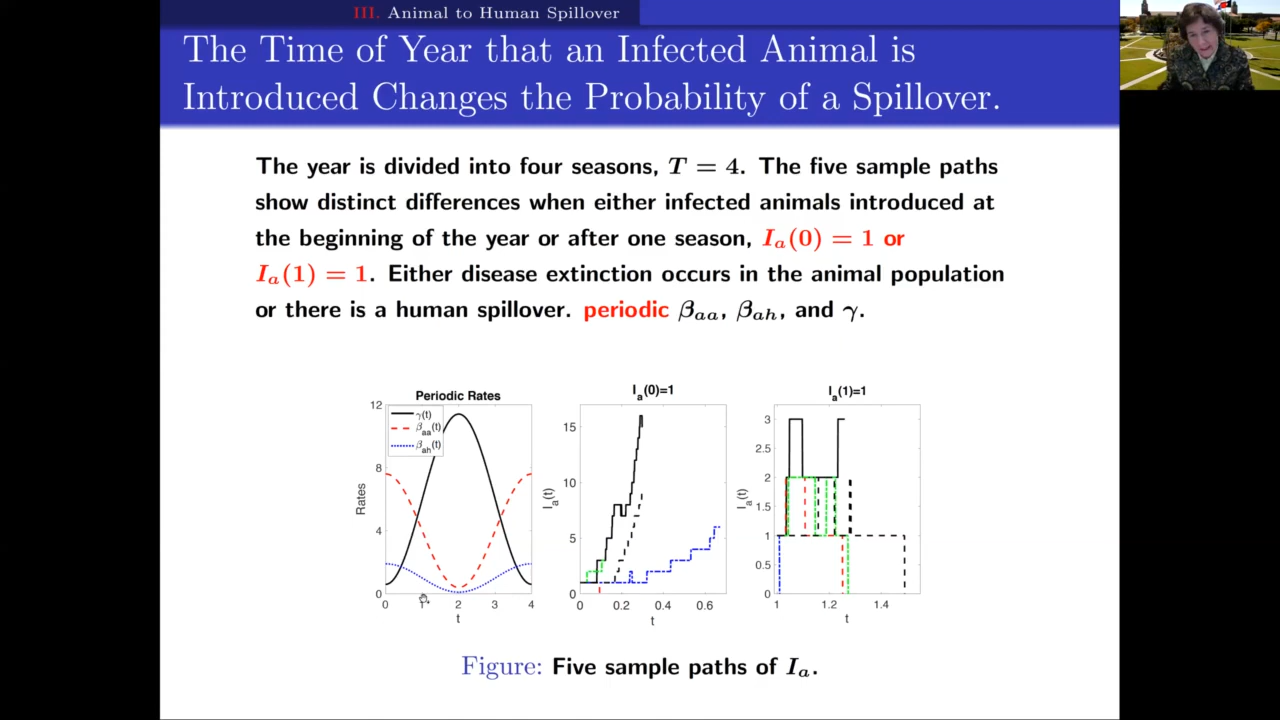 III. Animal to Human Spillover
The Time of Year that an Infected Animal is
Introduced Changes the Probability of a Spillover.
The year is divided into four seasons, T = 4. The five sample paths
show distinct differences when either infected animals introduced at
the beginning of the year or after one season, Iₐ(0) = 1 or
Iₐ(1) = 1. Either disease extinction occurs in the animal population
or there is a human spillover. periodic βₐₐ, βₐₕ, and γ.
Periodic Rates
γ(t)
βₐₐ(t)
βₐₕ(t)
Rates
12
8
4
0
0 1 2 3 4
t
Iₐ(0)=1
Iₐ(t)
15
10
5
0
0 0.2 0.4 0.6
t
Iₐ(1)=1
Iₐ(t)
3
2.5
2
1.5
1
0.5
0
1 1.2 1.4
t
Figure: Five sample paths of Iₐ.